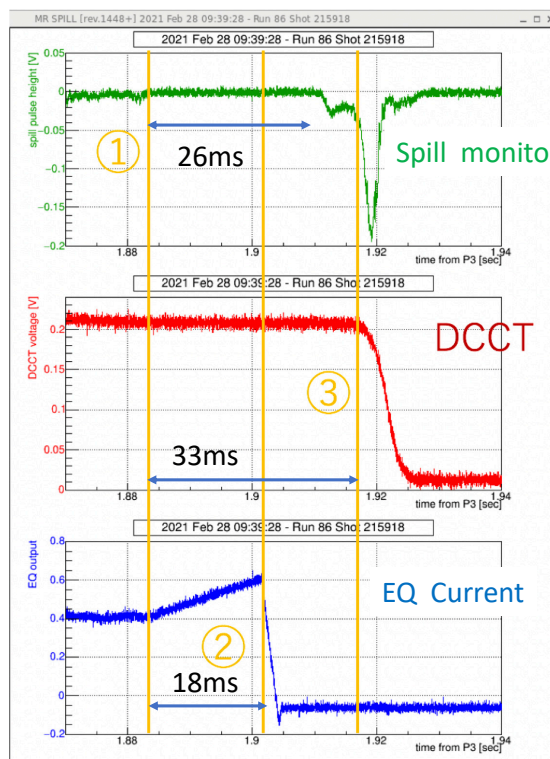 MR SPILL [rev.1448+] 2021 Feb 28 09:39:28 - Run 86 Shot 215918
2021 Feb 28 09:39:28 - Run 86 Shot 215918
spill pulse height [V]
0.05
0
−0.05
−0.1
−0.15
−0.2
①
26ms
Spill monito
1.88
1.9
1.92
1.94
time from P3 [sec]
2021 Feb 28 09:39:28 - Run 86 Shot 215918
DCCT voltage [V]
0.2
0.15
0.1
0.05
0
DCCT
③
33ms
1.88
1.9
1.92
1.94
time from P3 [sec]
2021 Feb 28 09:39:28 - Run 86 Shot 215918
EQ output
0.8
0.6
0.4
0.2
0
−0.2
EQ Current
②
18ms
1.88
1.9
1.92
1.94
time from P3 [sec]